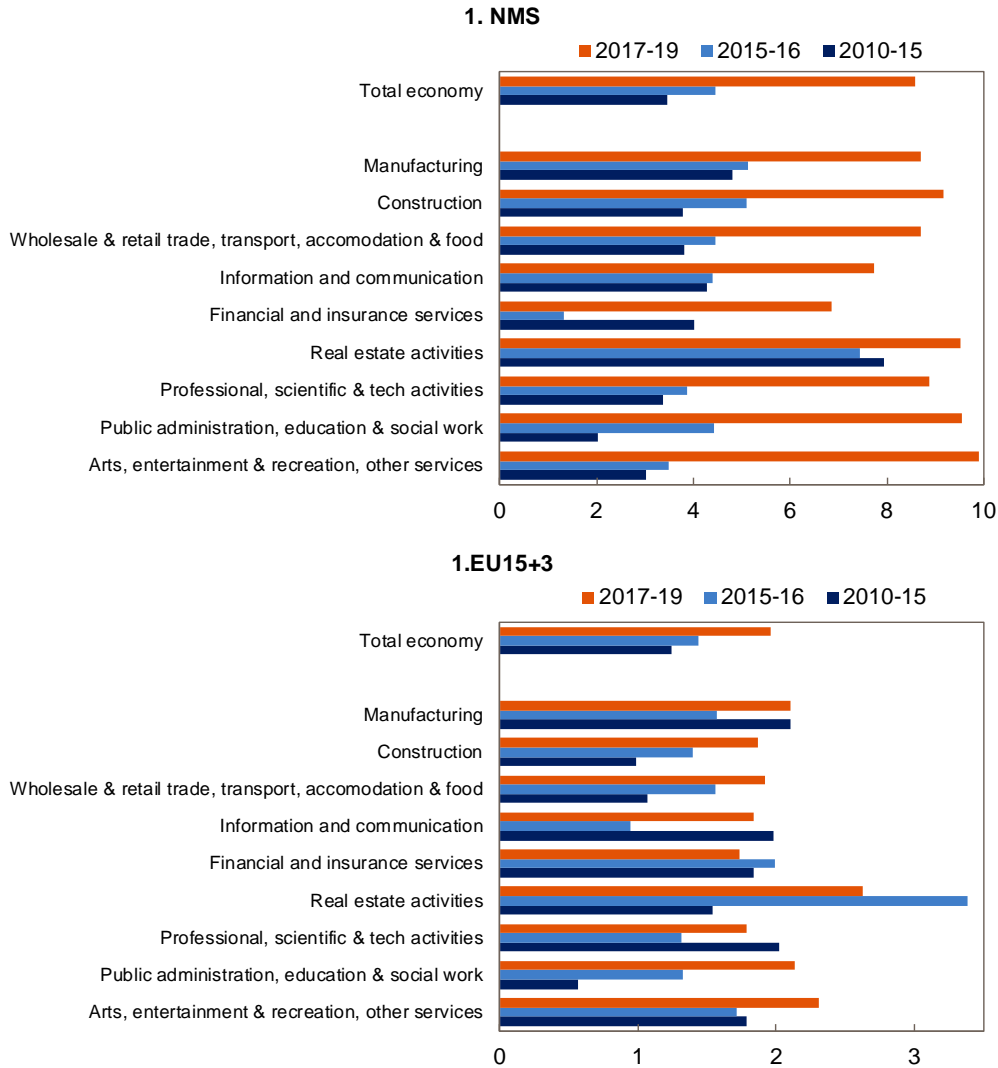 1. NMS
2017-19 2015-16 2010-15
Total economy
Manufacturing
Construction
Wholesale & retail trade, transport, accomodation & food
Information and communication
Financial and insurance services
Real estate activities
Professional, scientific & tech activities
Public administration, education & social work
Arts, entertainment & recreation, other services
0 2 4 6 8 10
1.EU15+3
2017-19 2015-16 2010-15
Total economy
Manufacturing
Construction
Wholesale & retail trade, transport, accomodation & food
Information and communication
Financial and insurance services
Real estate activities
Professional, scientific & tech activities
Public administration, education & social work
Arts, entertainment & recreation, other services
0 1 2 3